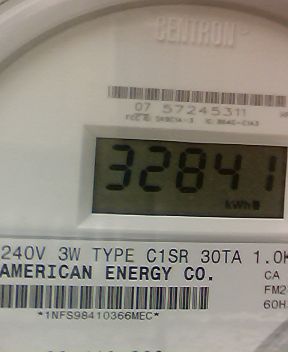 CENTRON
07 57245311
32841
kWh
240V 3W TYPE C1SR 30TA 1.0K
AMERICAN ENERGY CO.
CA
FM2
60H
*1NFS98410366MEC*